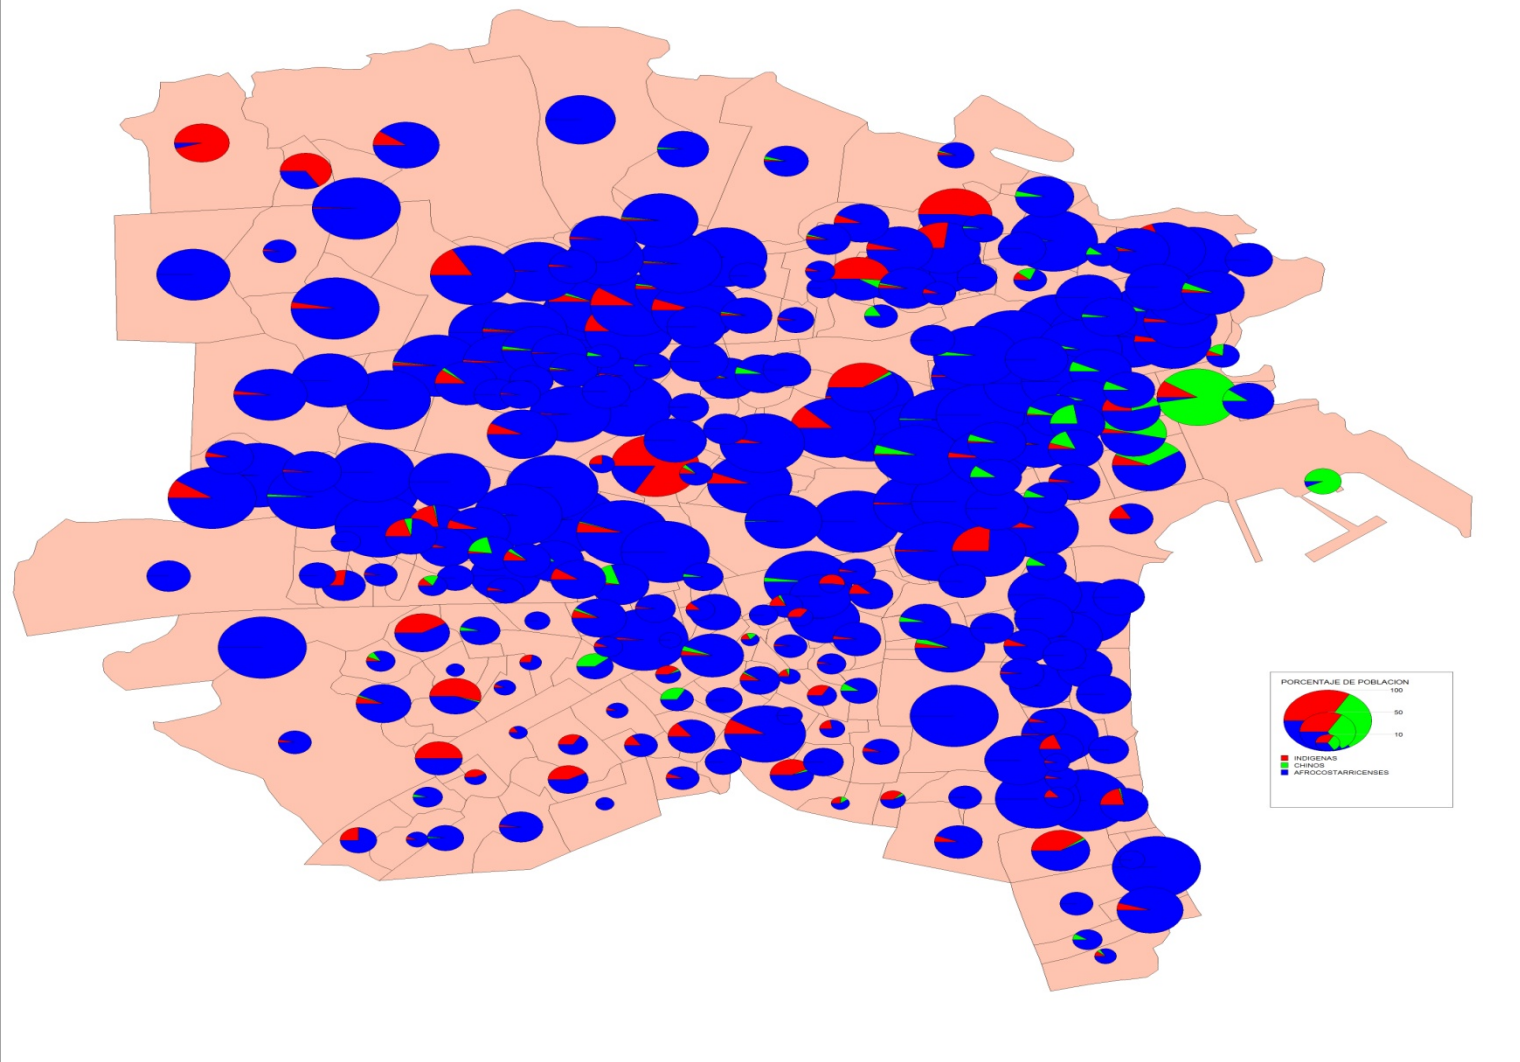 PORCENTAJE DE POBLACION
100
50
10
INDIGENAS
CHINOS
AFROCOSTARRICENSES